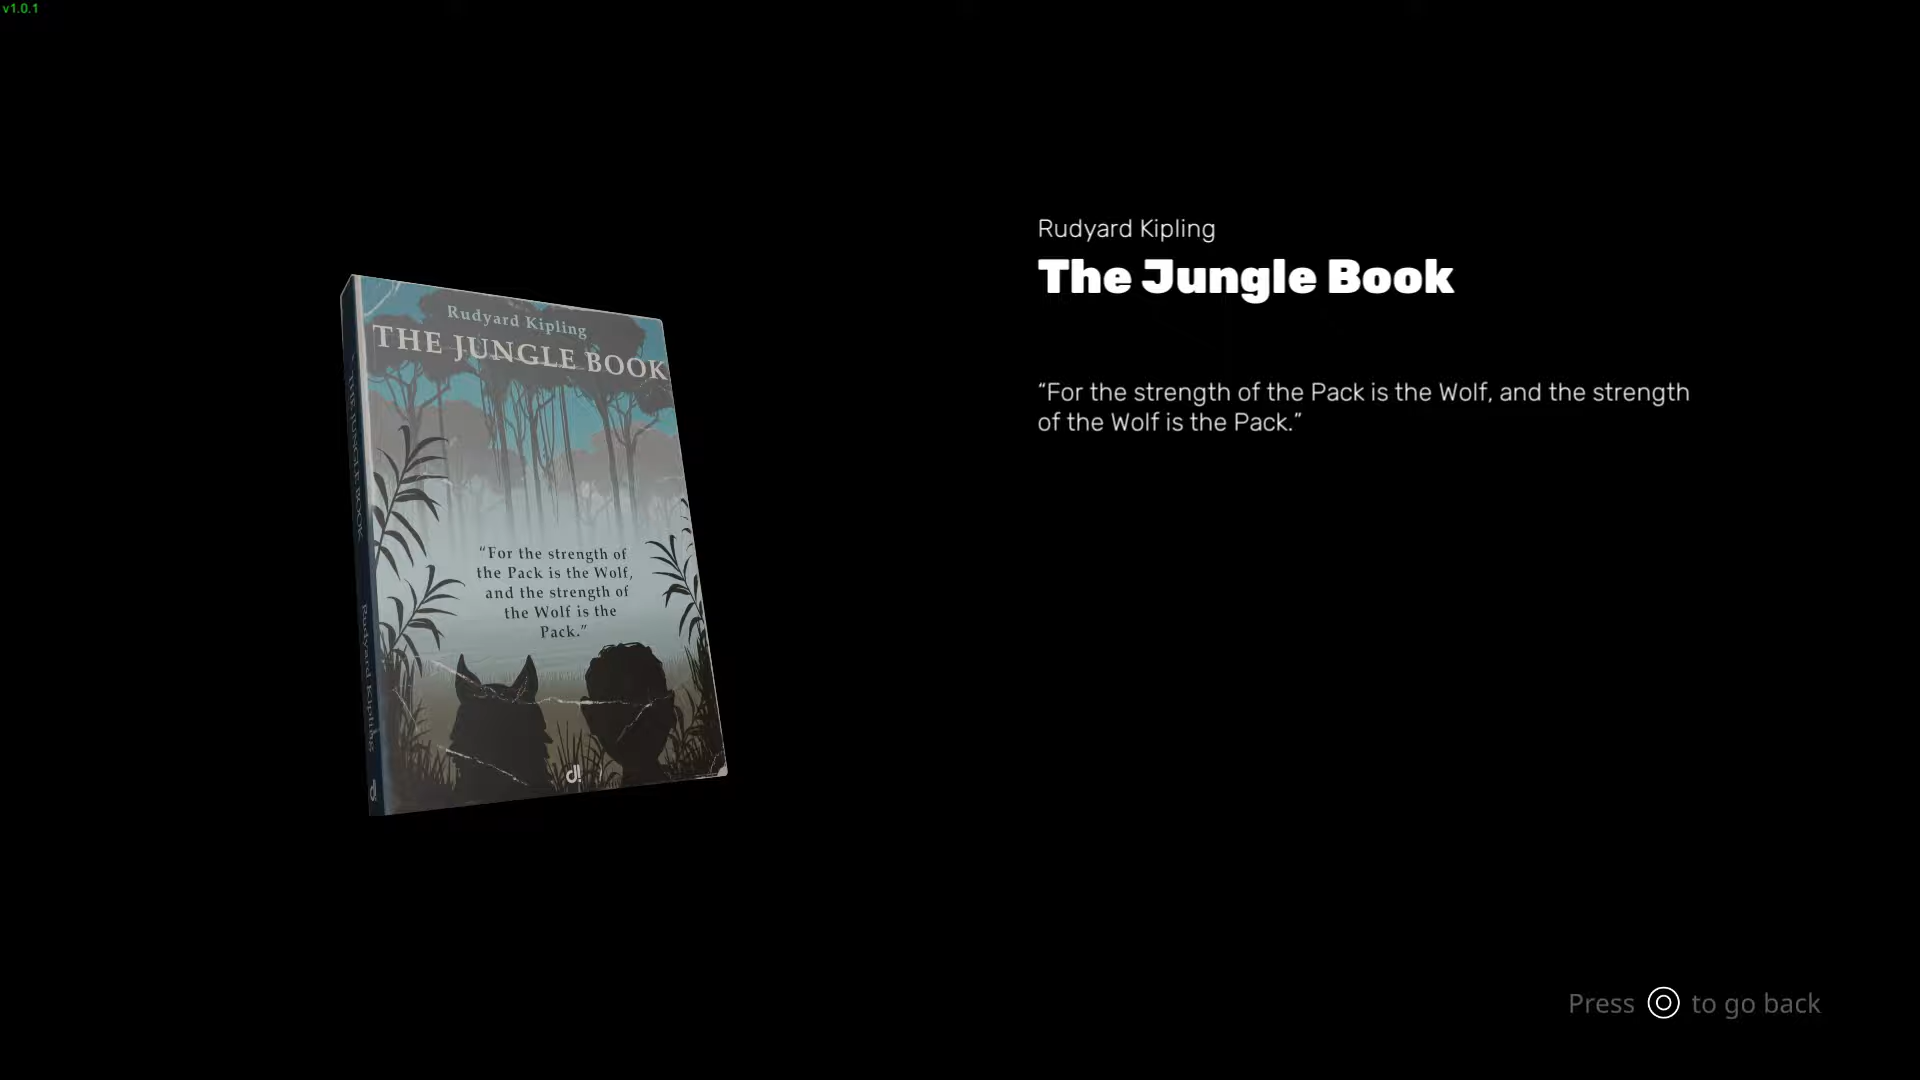 v1.0.1
Rudyard Kipling
THE JUNGLE BOOK
“For the strength of
the Pack is the Wolf,
and the strength of
the Wolf is the
Pack.”
d!
THE JUNGLE BOOK
Rudyard Kipling
d!
Rudyard Kipling
The Jungle Book
“For the strength of the Pack is the Wolf, and the strength
of the Wolf is the Pack.”
Press to go back